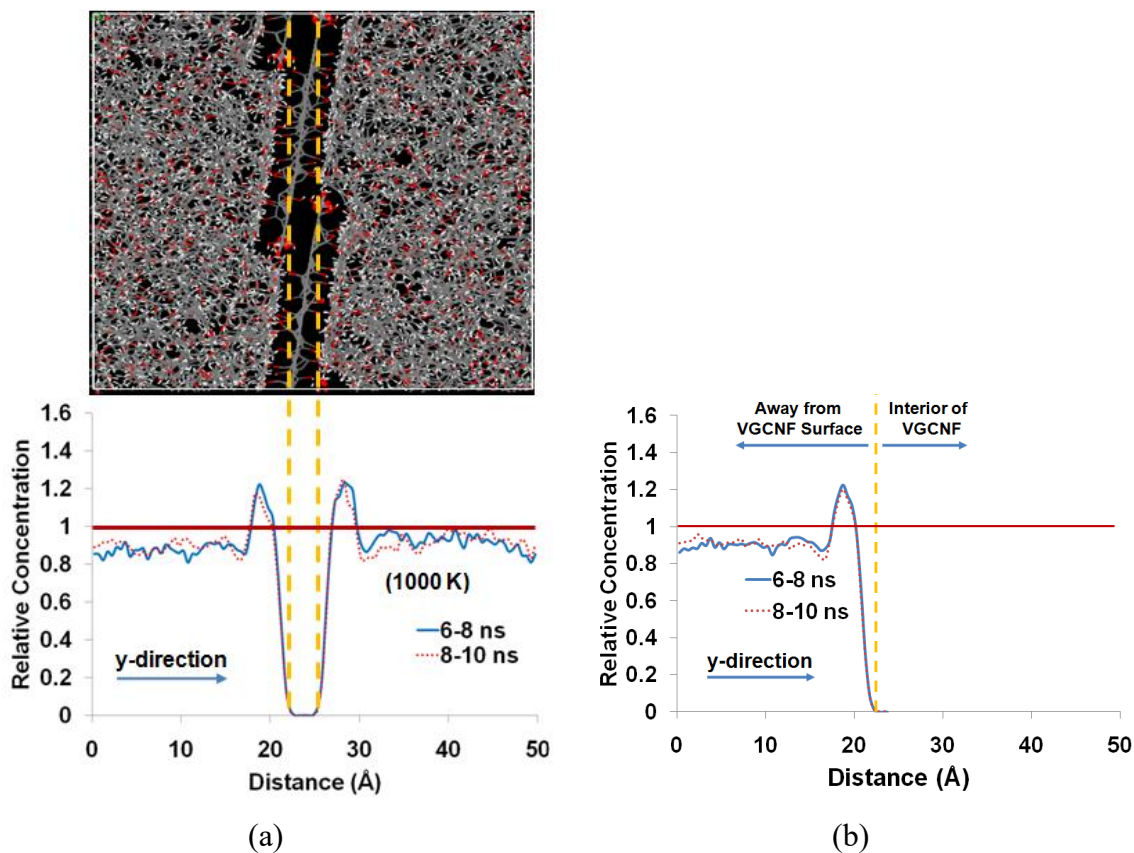 1.6
1.4
1.2
1
0.8
0.6
0.4
0.2
0
Relative Concentration
(1000 K)
6-8 ns
8-10 ns
y-direction
0 10 20 30 40 50
Distance (Å)
(a)
Away from VGCNF Surface
Interior of VGCNF
1.6
1.4
1.2
1
0.8
0.6
0.4
0.2
0
Relative Concentration
6-8 ns
8-10 ns
y-direction
0 10 20 30 40 50
Distance (Å)
(b)